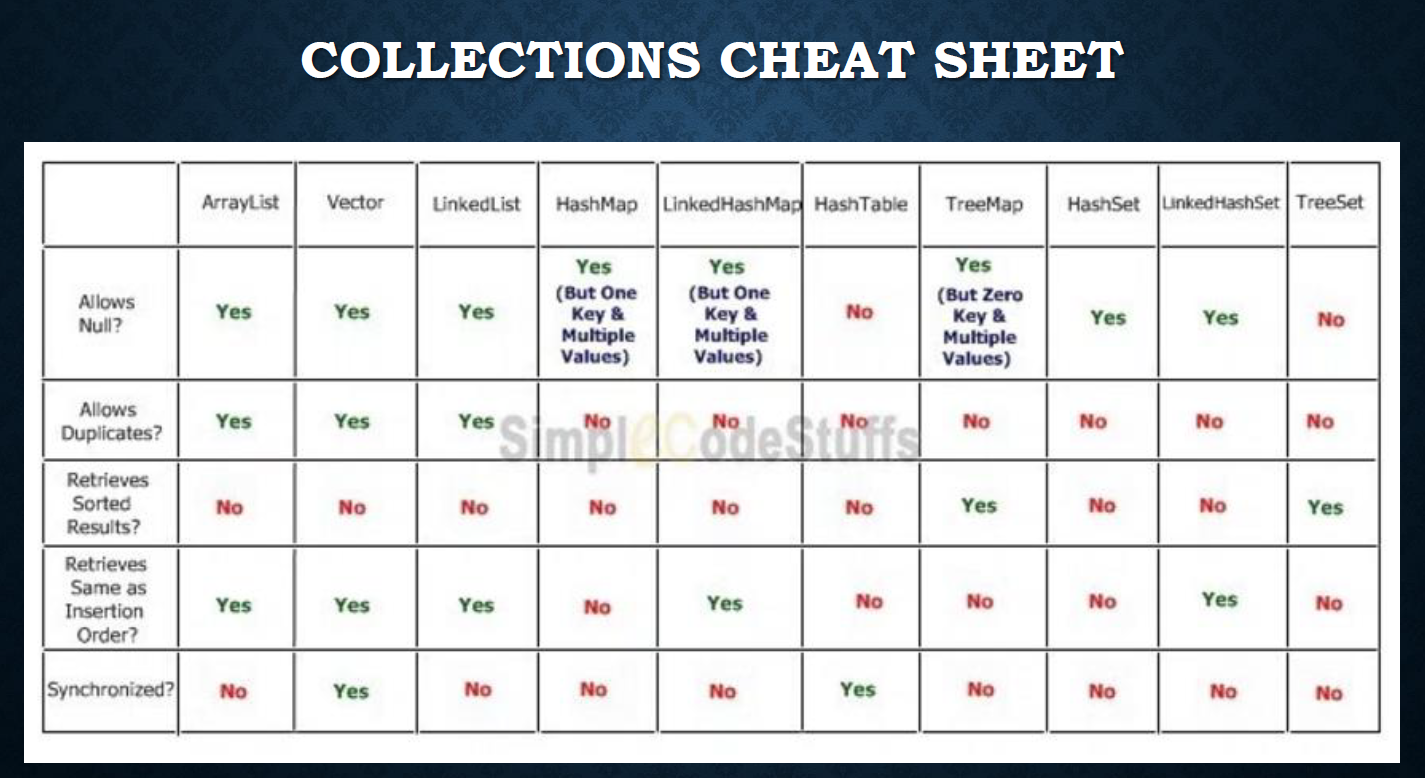 COLLECTIONS CHEAT SHEET
ArrayList Vector LinkedList HashMap LinkedHashMap HashTable TreeMap HashSet LinkedHashSet TreeSet
Allows
Null?
Yes
Yes
Yes
Yes
(But One
Key &
Multiple
Values)
Yes
(But One
Key &
Multiple
Values)
No
Yes
(But Zero
Key &
Multiple
Values)
Yes
Yes
No
Allows
Duplicates?
Yes Yes Yes No No No No No No No
SimpleCodeStuffs
Retrieves
Sorted
Results?
No No No No No No Yes No No Yes
Retrieves
Same as
Insertion
Order?
Yes Yes Yes No Yes No No No Yes No
Synchronized? No Yes No No No Yes No No No No